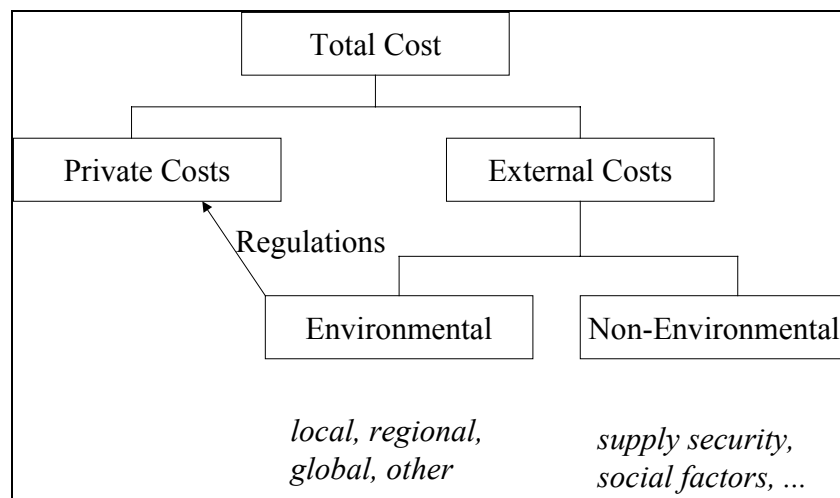 Total Cost
Private Costs
External Costs
Regulations
Environmental
Non-Environmental
local, regional,
global, other
supply security,
social factors, ...